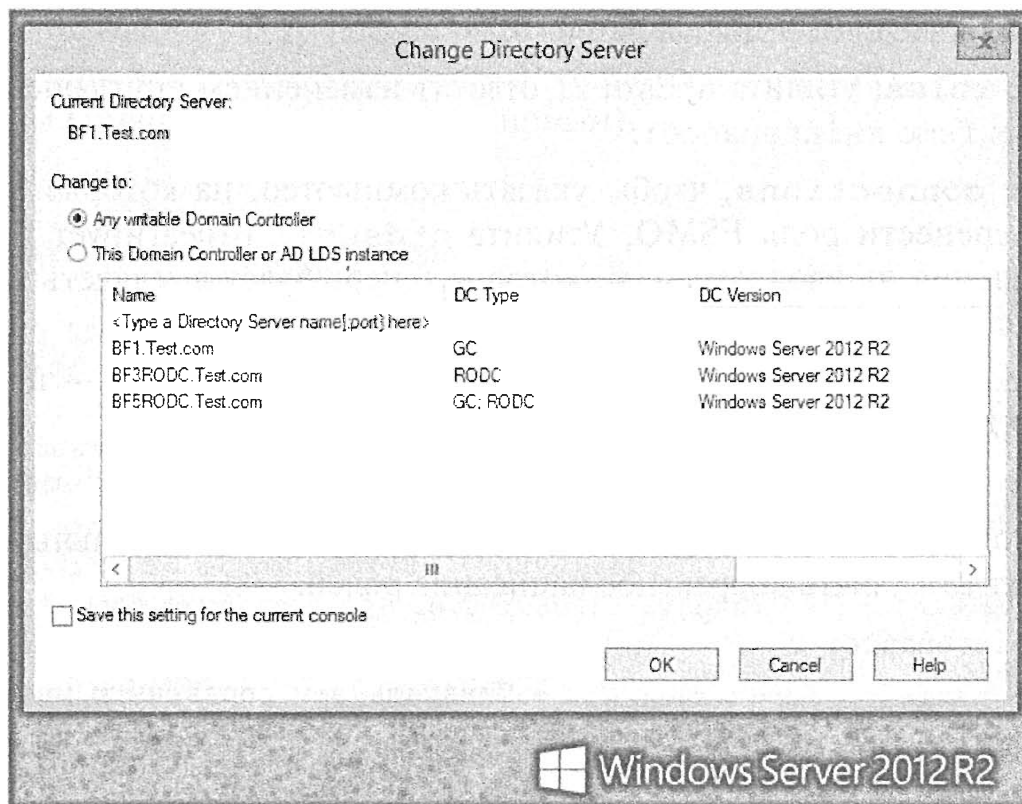 Change Directory Server
Current Directory Server:
BF1.Test.com
Change to:
Any writable Domain Controller
This Domain Controller or AD LDS instance
Name DC Type DC Version
<Type a Directory Server name[:port] here>
BF1.Test.com GC Windows Server 2012 R2
BF3RODC.Test.com RODC Windows Server 2012 R2
BF5RODC.Test.com GC; RODC Windows Server 2012 R2
Save this setting for the current console
OK Cancel Help
Windows Server 2012 R2